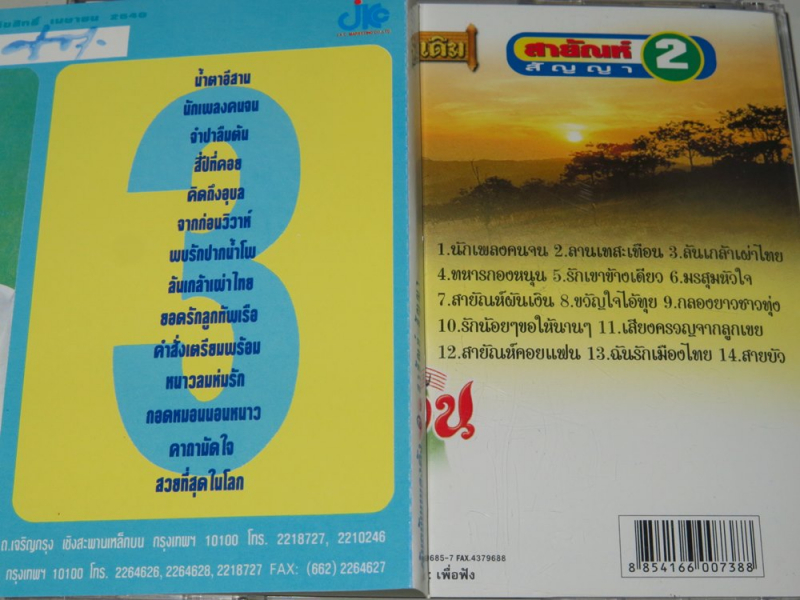 เมษายน 2540
JKC
น้ำตาอีสาน
นักเพลงคนจน
จำปาลืมต้น
สี่ปีที่คอย
คิดถึงอุบล
จากก่อนวิวาห์
พบรักปากน้ำโพ
ล้นเกล้าเผ่าไทย
ยอดรักลูกทัพเรือ
คำสั่งเตรียมพร้อม
หนาวลมห่มรัก
กอดหมอนนอนหนาว
คาถามัดใจ
สวยที่สุดในโลก
3
ถ.เจริญกรุง เชิงสะพานเหล็กบน กรุงเทพฯ 10100 โทร. 2218727, 2210246
กรุงเทพฯ 10100 โทร. 2264626, 2264628, 2218727 FAX: (662) 2264627
เดิม
สายัณห์
สัญญา
2
1.นักเพลงคนจน 2.ลานเทสะเทือน 3.ล้นเกล้าเผ่าไทย
4.ทหารกองหนุน 5.รักเขาข้างเดียว 6.มรสุมหัวใจ
7.สายัณห์ผันเงิน 8.ขวัญใจไอ้ทุย 9.กลองยาวชาวทุ่ง
10.รักน้อยๆขอให้นานๆ 11.เสียงครวญจากลูกเขย
12.สายัณห์คอยแฟน 13.ฉันรักเมืองไทย 14.สายบัว
9685-7 FAX.4379688
: เพื่อฟัง
8 854166 007388